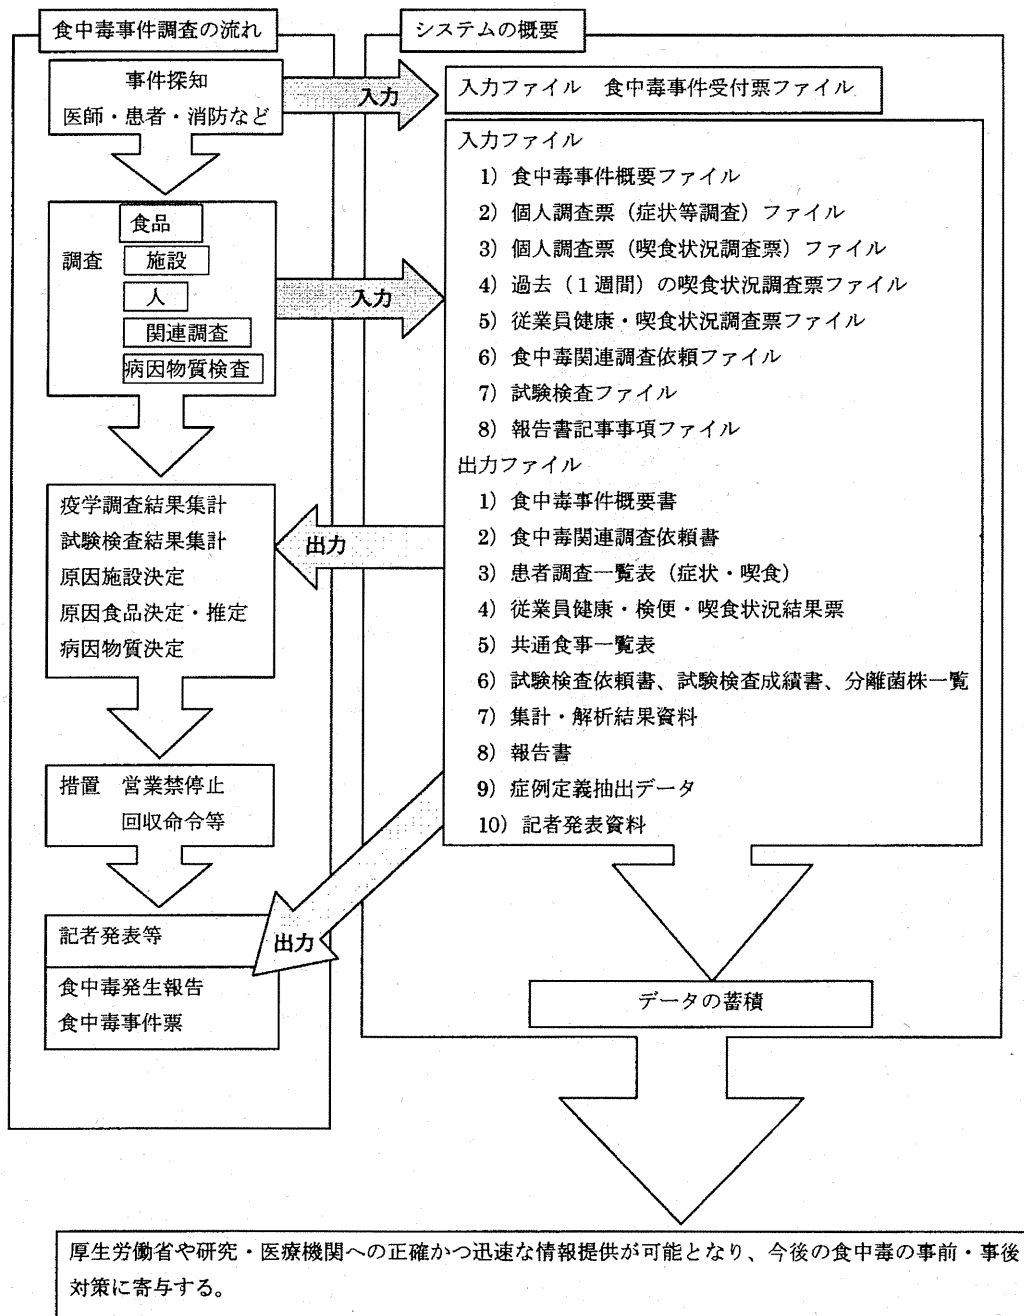 食中毒事件調査の流れ
事件探知
医師・患者・消防など
調査
食品
施設
人
関連調査
病因物質検査
疫学調査結果集計
試験検査結果集計
原因施設決定
原因食品決定・推定
病因物質決定
措置　営業禁停止
回収命令等
記者発表等
食中毒発生報告
食中毒事件票
入力
入力
出力
出力
システムの概要
入力ファイル　食中毒事件受付票ファイル
入力ファイル
1）食中毒事件概要ファイル
2）個人調査票（症状等調査）ファイル
3）個人調査票（喫食状況調査票）ファイル
4）過去（１週間）の喫食状況調査票ファイル
5）従業員健康・喫食状況調査票ファイル
6）食中毒関連調査依頼ファイル
7）試験検査ファイル
8）報告書記事事項ファイル
出力ファイル
1）食中毒事件概要書
2）食中毒関連調査依頼書
3）患者調査一覧表（症状・喫食）
4）従業員健康・検便・喫食状況結果票
5）共通食事一覧表
6）試験検査依頼書、試験検査成績書、分離菌株一覧
7）集計・解析結果資料
8）報告書
9）症例定義抽出データ
10）記者発表資料
データの蓄積
厚生労働省や研究・医療機関への正確かつ迅速な情報提供が可能となり、今後の食中毒の事前・事後
対策に寄与する。